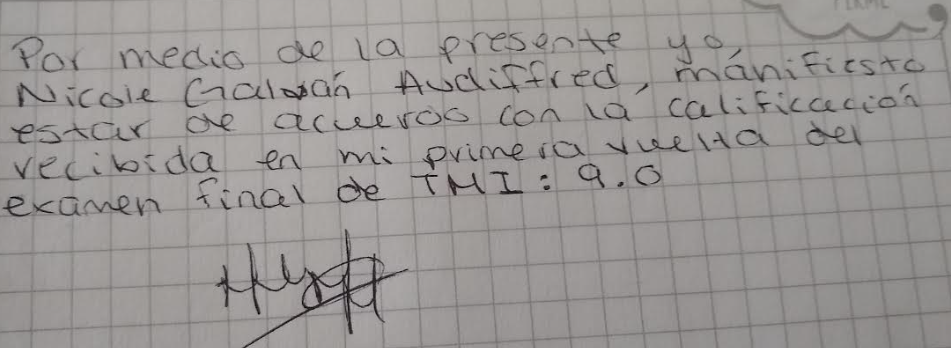 Por medio de la presente yo,
Nicole Galván Audiffred, manifiesto
estar de acuerdo con la calificación
recibida en mi primera vuelta del
examen final de TMI: 9.0